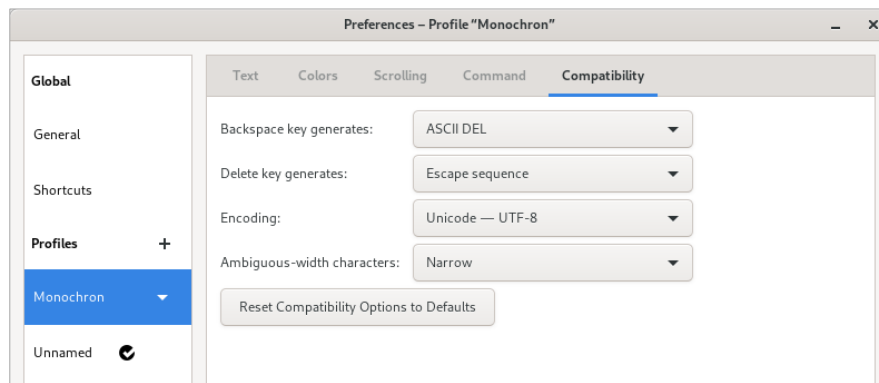 Preferences – Profile “Monochron”
Global
General
Shortcuts
Profiles
Monochron
Unnamed
Text Colors Scrolling Command Compatibility
Backspace key generates: ASCII DEL
Delete key generates: Escape sequence
Encoding: Unicode — UTF-8
Ambiguous-width characters: Narrow
Reset Compatibility Options to Defaults